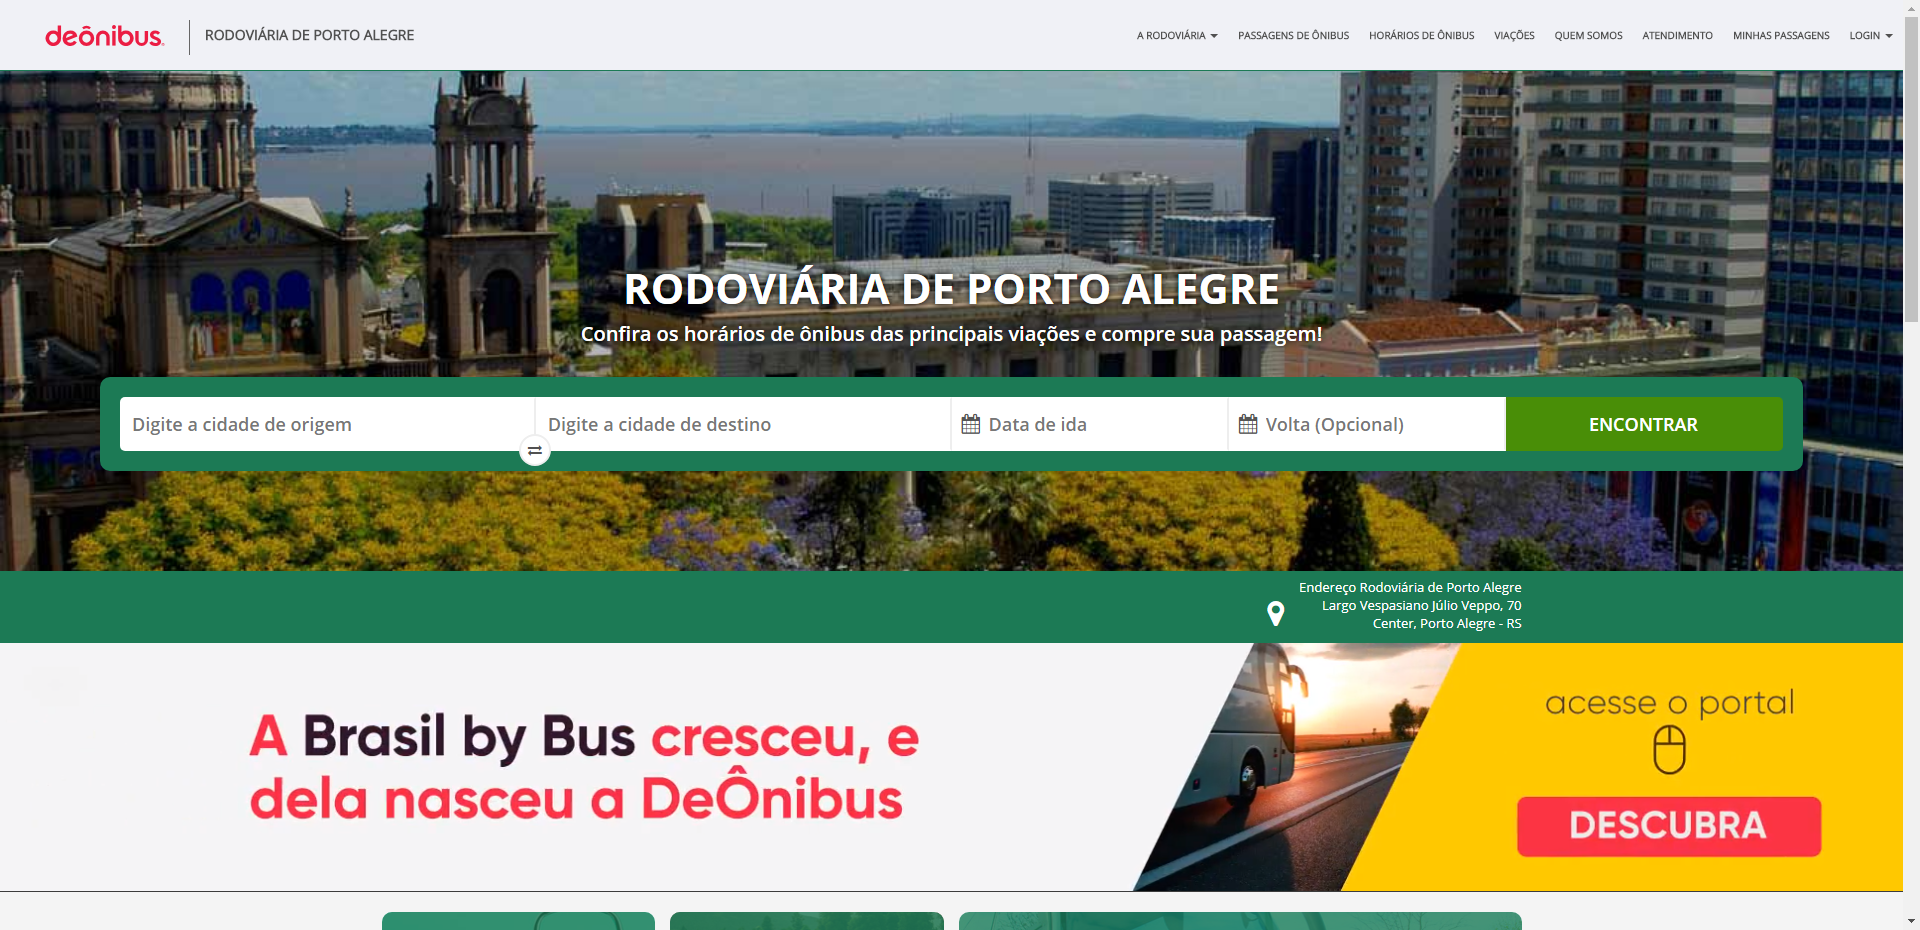 deônibus.
RODOVIÁRIA DE PORTO ALEGRE
A RODOVIÁRIA
PASSAGENS DE ÔNIBUS
HORÁRIOS DE ÔNIBUS
VIAÇÕES
QUEM SOMOS
ATENDIMENTO
MINHAS PASSAGENS
LOGIN
RODOVIÁRIA DE PORTO ALEGRE
Confira os horários de ônibus das principais viações e compre sua passagem!
Digite a cidade de origem
Digite a cidade de destino
Data de ida
Volta (Opcional)
ENCONTRAR
Endereço Rodoviária de Porto Alegre
Largo Vespasiano Júlio Veppo, 70
Center, Porto Alegre - RS
A Brasil by Bus cresceu, e
dela nasceu a DeÔnibus
acesse o portal
DESCUBRA